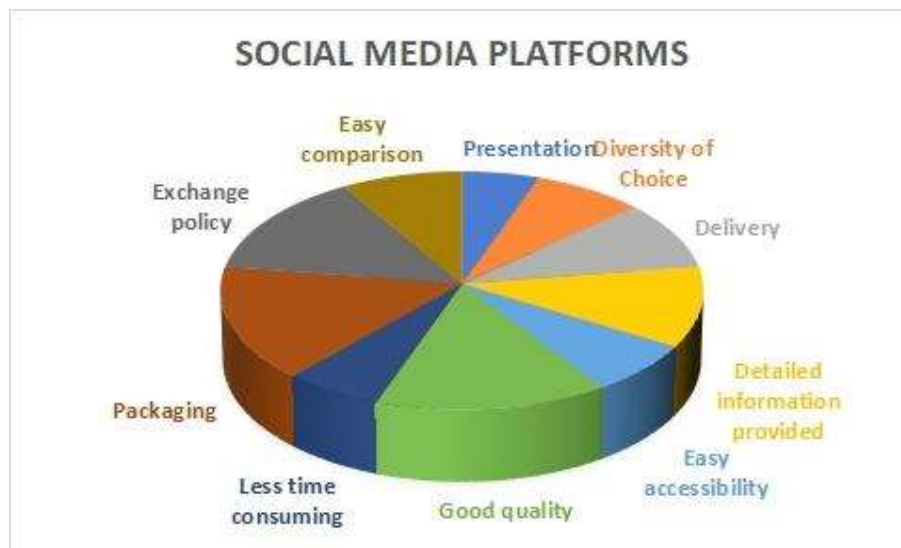 SOCIAL MEDIA PLATFORMS
Easy
comparison
Presentation
Diversity of
Choice
Exchange
policy
Delivery
Packaging
Detailed
information
provided
Less time
consuming
Good quality
Easy
accessibility